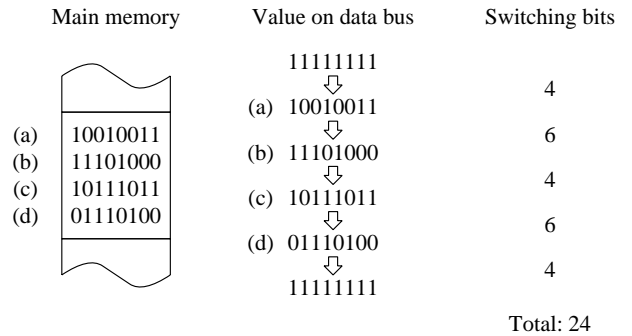 Main memory
Value on data bus
Switching bits
11111111
4
(a) 10010011
6
(b) 11101000
4
(c) 10111011
6
(d) 01110100
4
11111111
Total: 24
(a) 10010011
(b) 11101000
(c) 10111011
(d) 01110100